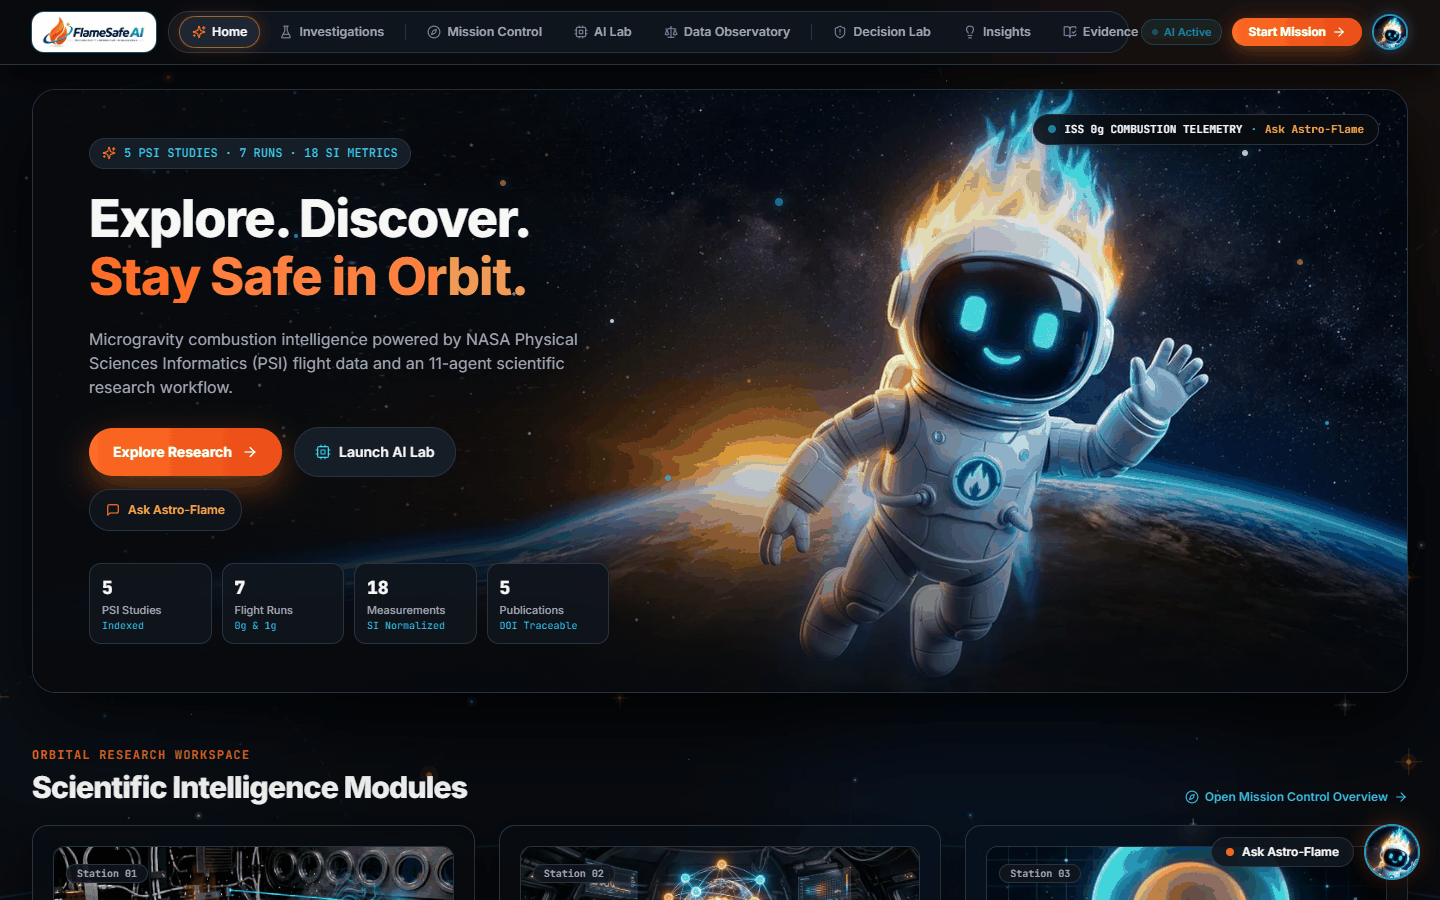 FlameSafeAI
Home
Investigations
Mission Control
AI Lab
Data Observatory
Decision Lab
Insights
Evidence
AI Active
Start Mission
ISS 0g COMBUSTION TELEMETRY · Ask Astro-Flame
5 PSI STUDIES · 7 RUNS · 18 SI METRICS
Explore. Discover.
Stay Safe in Orbit.
Microgravity combustion intelligence powered by NASA Physical
Sciences Informatics (PSI) flight data and an 11-agent scientific
research workflow.
Explore Research
Launch AI Lab
Ask Astro-Flame
5
PSI Studies
Indexed
7
Flight Runs
0g & 1g
18
Measurements
SI Normalized
5
Publications
DOI Traceable
ORBITAL RESEARCH WORKSPACE
Scientific Intelligence Modules
Open Mission Control Overview
Station 01
Station 02
Station 03
Ask Astro-Flame